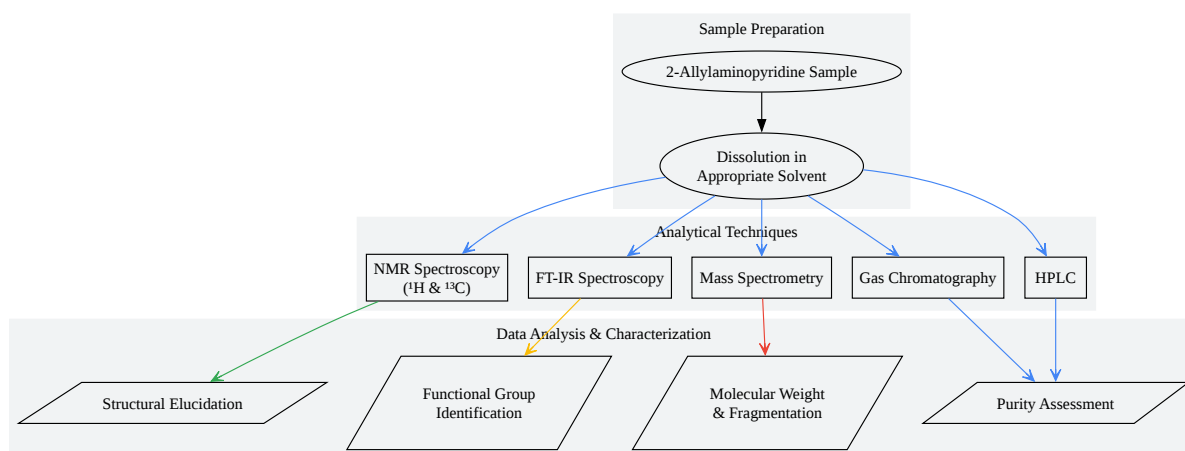 Sample Preparation
2-Allylaminopyridine Sample
Dissolution in
Appropriate Solvent
Analytical Techniques
NMR Spectroscopy
(¹H & ¹³C)
FT-IR Spectroscopy
Mass Spectrometry
Gas Chromatography
HPLC
Data Analysis & Characterization
Structural Elucidation
Functional Group
Identification
Molecular Weight
& Fragmentation
Purity Assessment